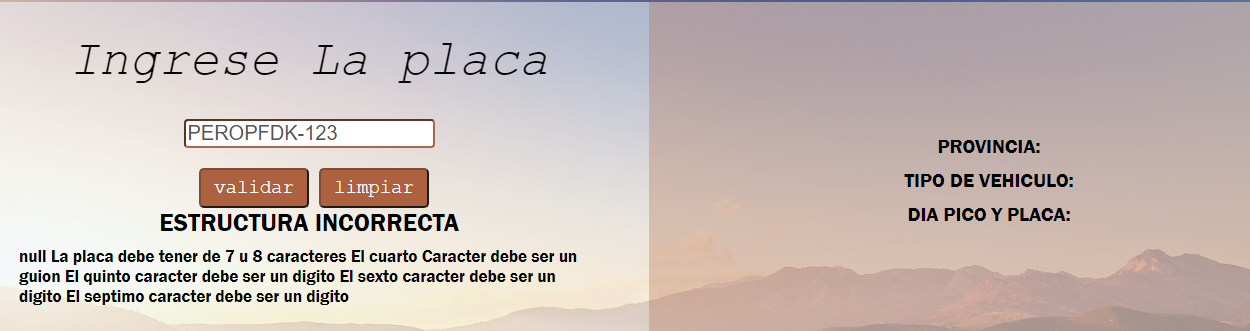 Ingrese La placa
PEROPFDK-123
validar limpiar
ESTRUCTURA INCORRECTA
null La placa debe tener de 7 u 8 caracteres El cuarto Caracter debe ser un
guion El quinto caracter debe ser un digito El sexto caracter debe ser un
digito El septimo caracter debe ser un digito
PROVINCIA:
TIPO DE VEHICULO:
DIA PICO Y PLACA: